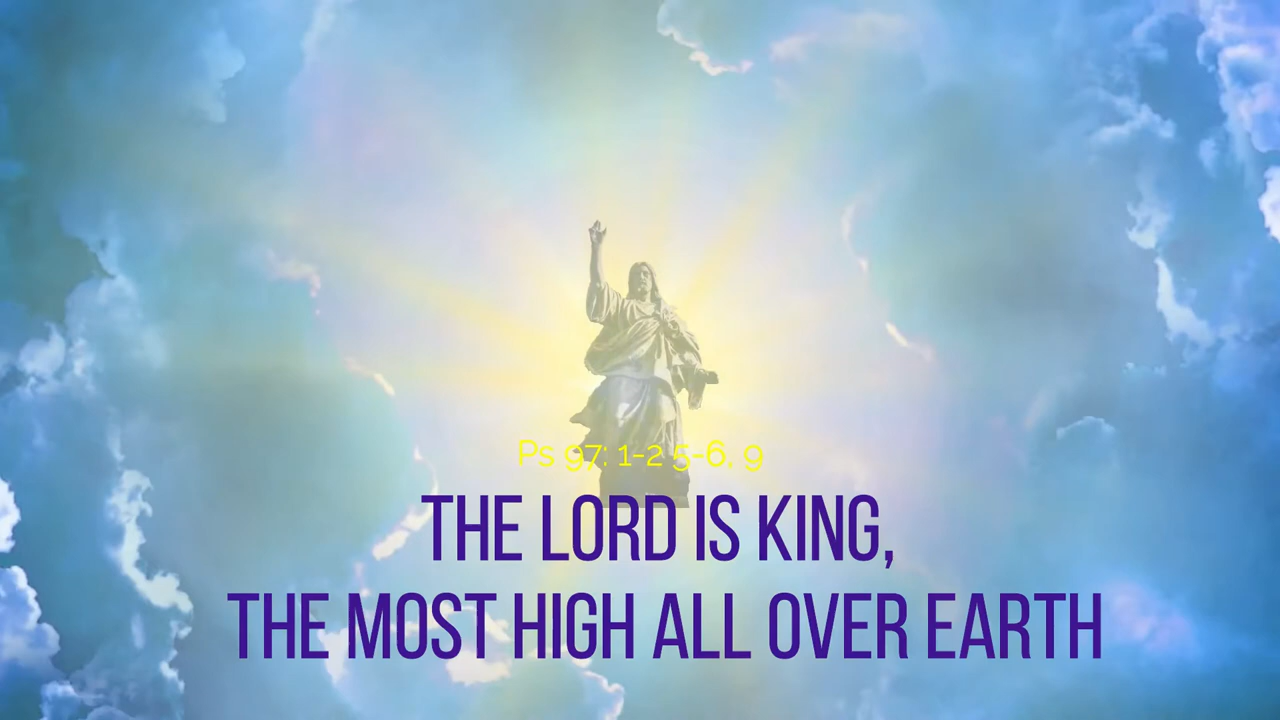 Ps 97: 1-2 5-6, 9
THE LORD IS KING,
THE MOST HIGH ALL OVER EARTH